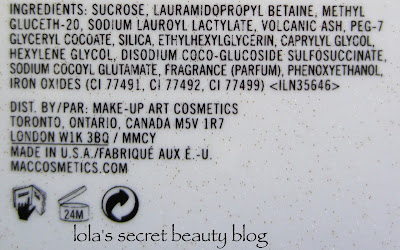 INGREDIENTS: SUCROSE, LAURAMIDOPROPYL BETAINE, METHYL
GLUCETH-20, SODIUM LAUROYL LACTYLATE, VOLCANIC ASH, PEG-7
GLYCERYL COCOATE, SILICA, ETHYLHEXYLGLYCERIN, CAPRYLYL GLYCOL,
HEXYLENE GLYCOL, DISODIUM COCO-GLUCOSIDE SULFOSUCCINATE,
SODIUM COCOYL GLUTAMATE, FRAGRANCE (PARFUM), PHENOXYETHANOL,
IRON OXIDES (CI 77491, CI 77492, CI 77499) <ILN35646>
DIST. BY/PAR: MAKE-UP ART COSMETICS
TORONTO, ONTARIO, CANADA M5V 1R7
LONDON W1K 3BQ / MMCY
MADE IN U.S.A./FABRIQUÉ AUX É.-U.
MACCOSMETICS.COM
24M
lola's secret beauty blog